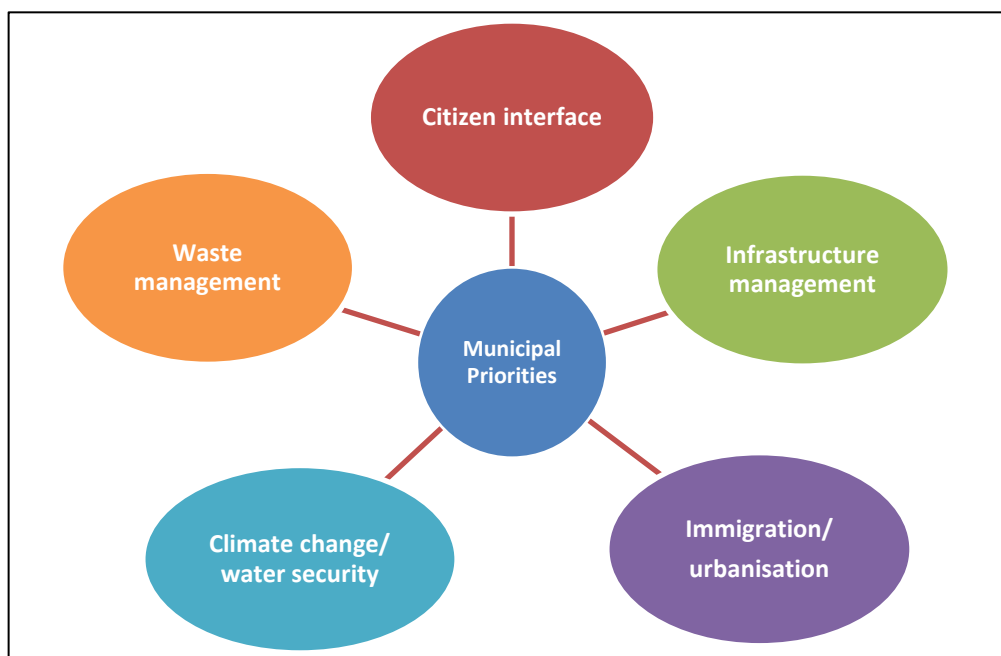 Citizen interface
Waste
management
Infrastructure
management
Municipal
Priorities
Climate change/
water security
Immigration/
urbanisation